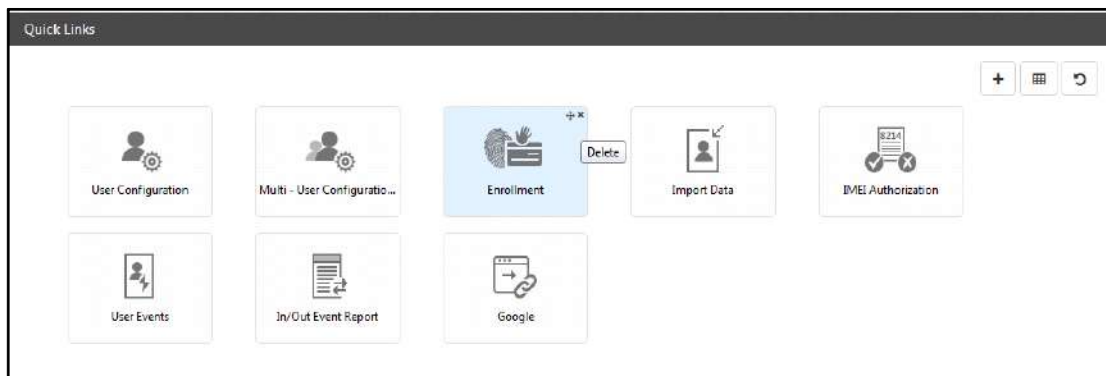 Quick Links
Delete
User Configuration
Multi - User Configuratio...
Enrollment
Import Data
8214
IMEI Authorization
User Events
In/Out Event Report
Google